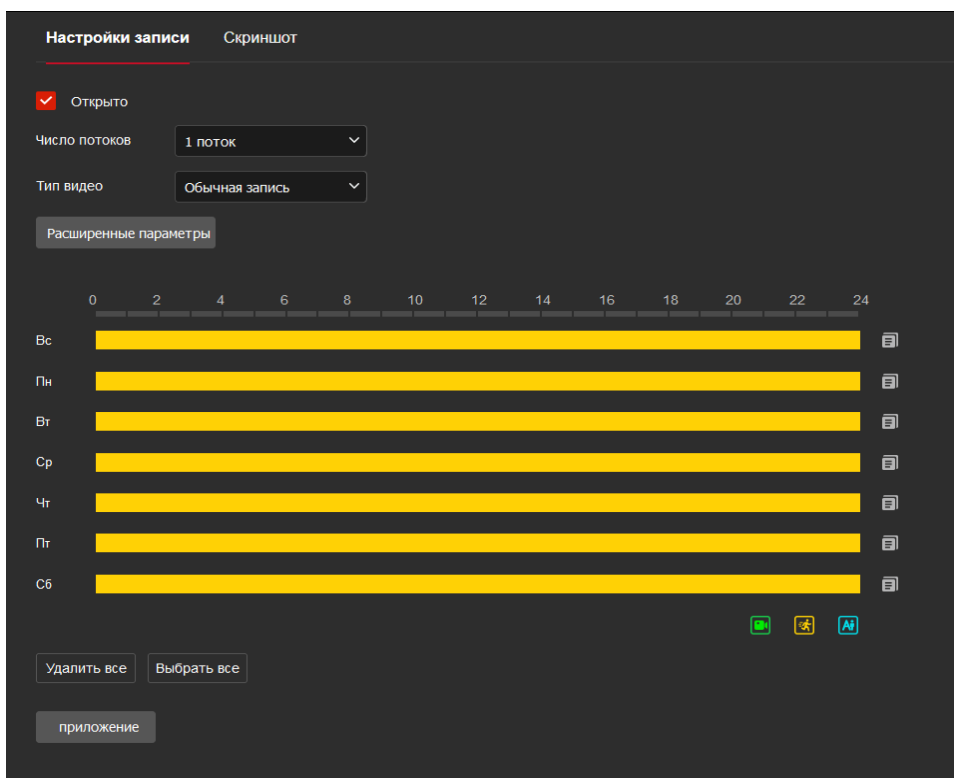 Настройки записи Скриншот
Открыто
Число потоков 1 поток
Тип видео Обычная запись
Расширенные параметры
0 2 4 6 8 10 12 14 16 18 20 22 24
Вс
Пн
Вт
Ср
Чт
Пт
Сб
Ai
Удалить все Выбрать все
приложение